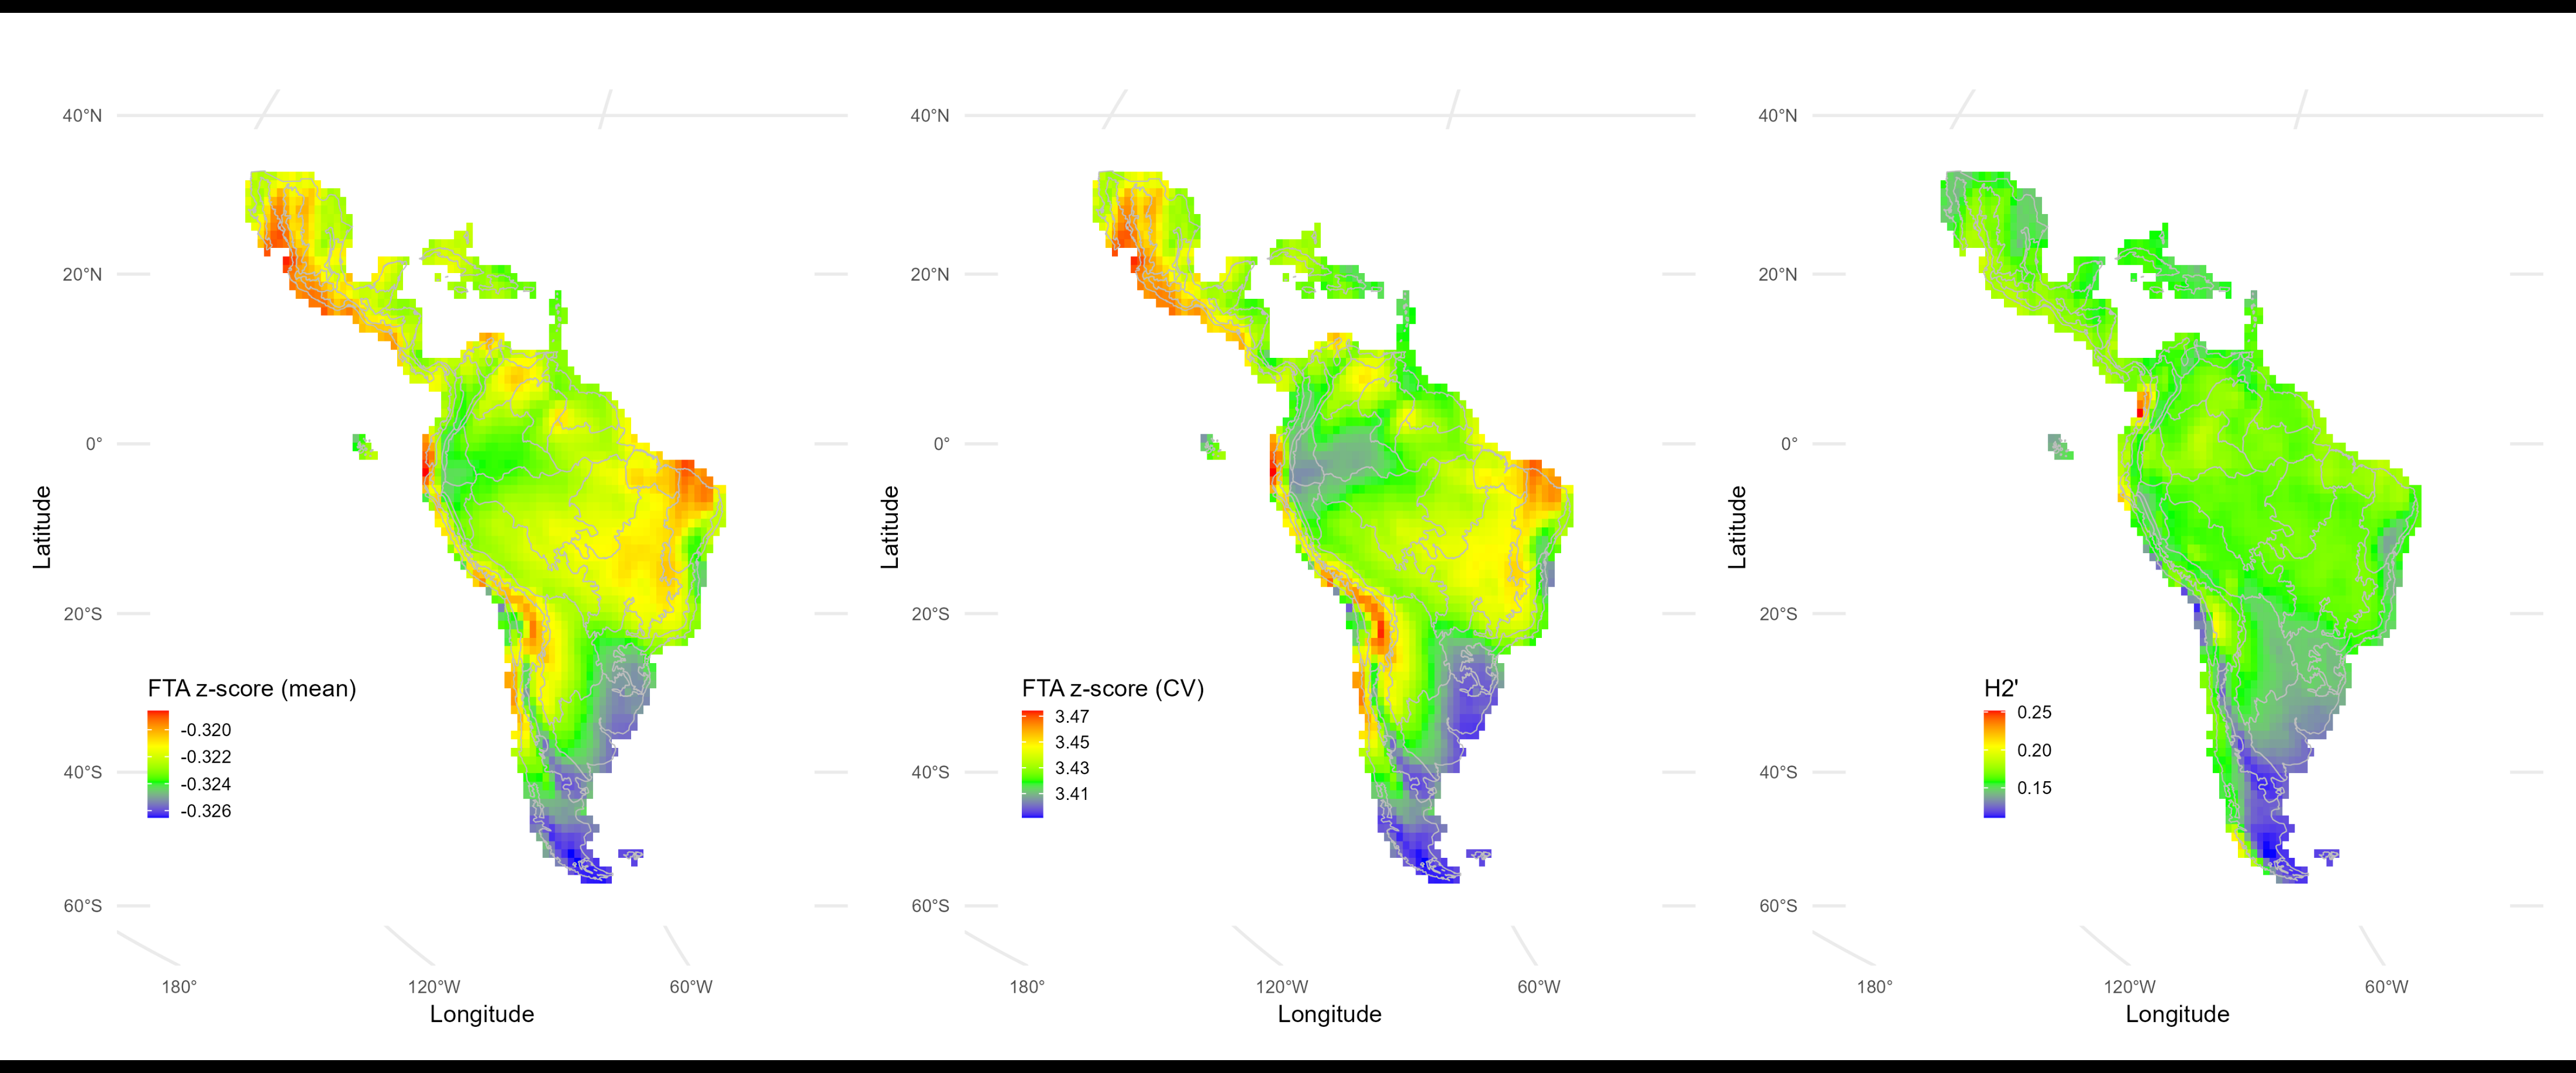 40°N
20°N
0°
20°S
40°S
60°S
Latitude
FTA z-score (mean)
-0.320
-0.322
-0.324
-0.326
180°
120°W
60°W
Longitude
40°N
20°N
0°
20°S
40°S
60°S
Latitude
FTA z-score (CV)
3.47
3.45
3.43
3.41
180°
120°W
60°W
Longitude
40°N
20°N
0°
20°S
40°S
60°S
Latitude
H2'
0.25
0.20
0.15
180°
120°W
60°W
Longitude